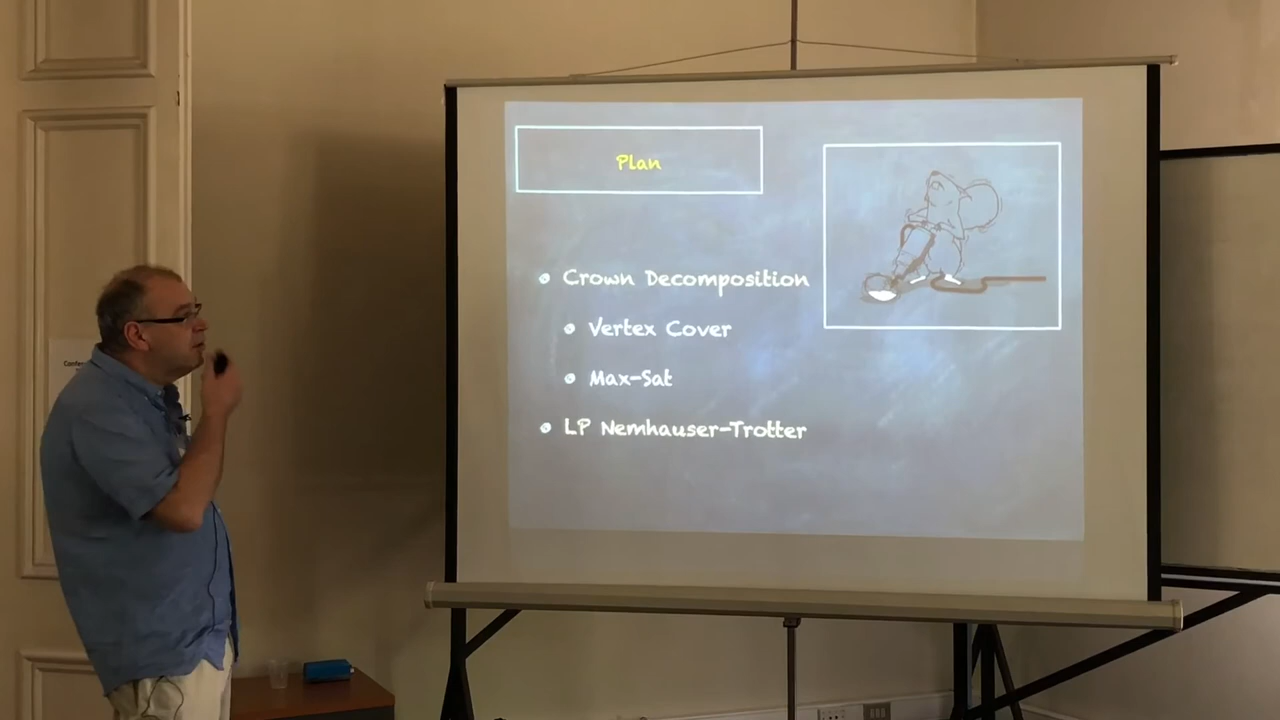 Plan
Crown Decomposition
Vertex Cover
Max-Sat
LP Nemhauser-Trotter